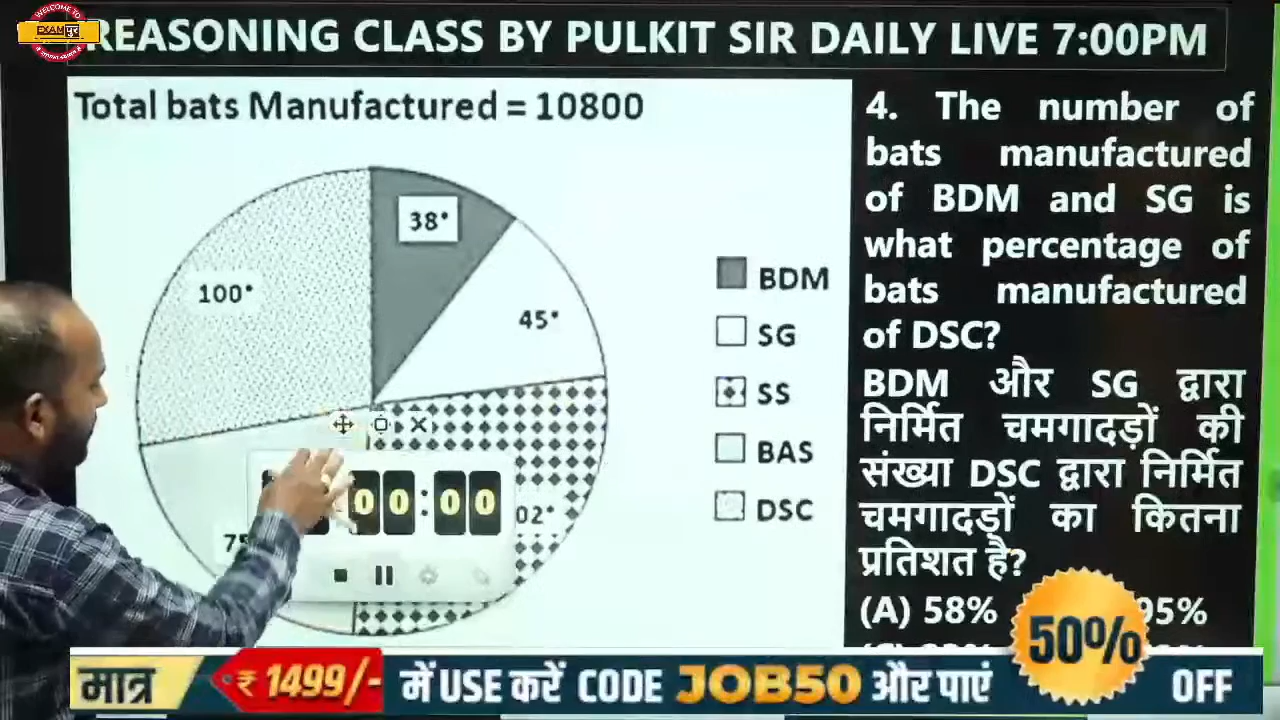 WELCOME TO
EXAM पुर
REASONING CLASS BY PULKIT SIR DAILY LIVE 7:00PM
Total bats Manufactured = 10800
38°
45°
100°
02°
00:00
BDM
SG
SS
BAS
DSC
4. The number of
bats manufactured
of BDM and SG is
what percentage of
bats manufactured
of DSC?
BDM और SG द्वारा
निर्मित चमगादड़ों की
संख्या DSC द्वारा निर्मित
चमगादड़ों का कितना
प्रतिशत है?
(A) 58% 95%
मात्र ₹ 1499/- में USE करें CODE JOB50 और पाएं 50% OFF